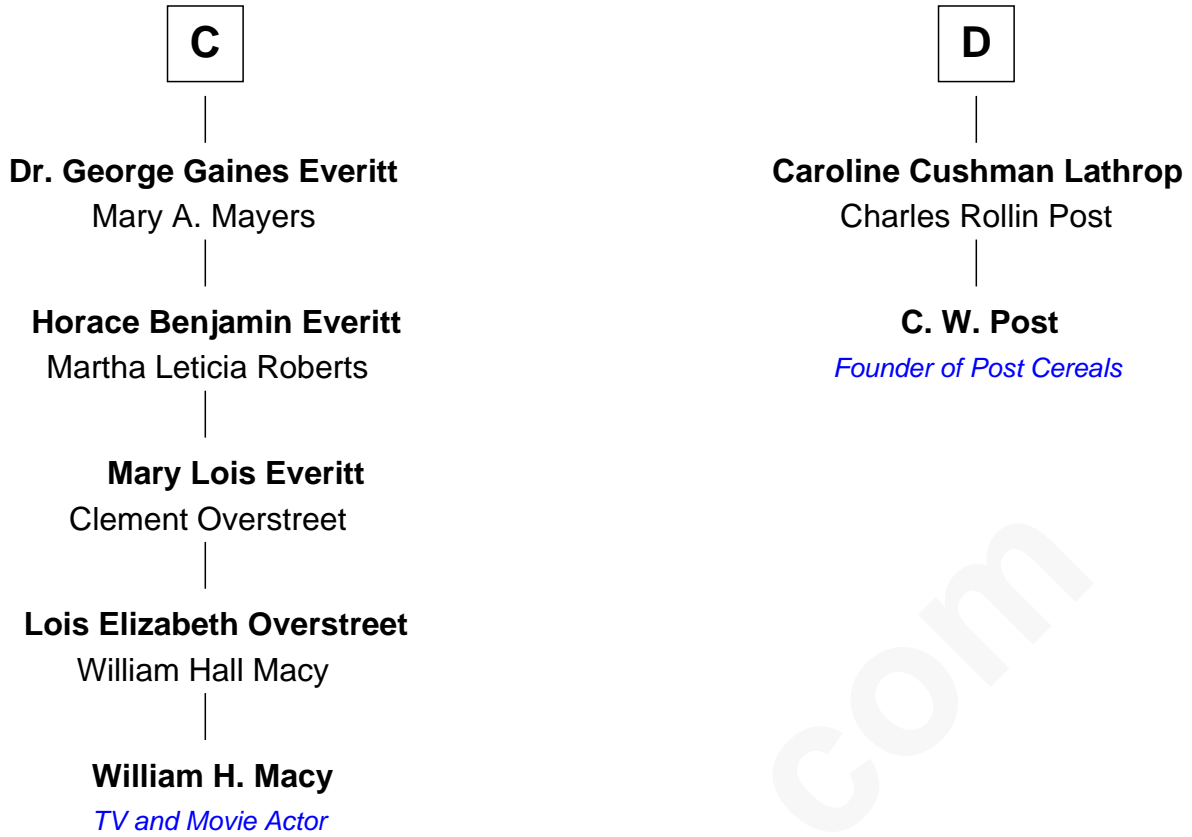 C
Dr. George Gaines Everitt
Mary A. Mayers
Horace Benjamin Everitt
Martha Leticia Roberts
Mary Lois Everitt
Clement Overstreet
Lois Elizabeth Overstreet
William Hall Macy
William H. Macy
TV and Movie Actor
D
Caroline Cushman Lathrop
Charles Rollin Post
C. W. Post
Founder of Post Cereals
com